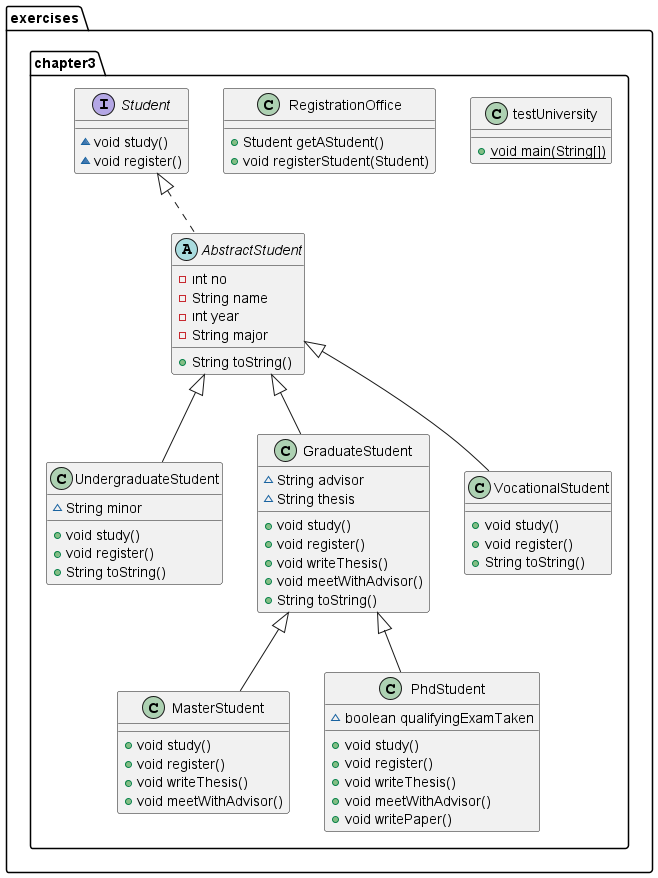 exercises
chapter3
I Student
void study()
void register()
C RegistrationOffice
Student getAStudent()
void registerStudent(Student)
C testUniversity
void main(String[])
A AbstractStudent
int no
String name
int year
String major
String toString()
C UndergraduateStudent
String minor
void study()
void register()
String toString()
C GraduateStudent
String advisor
String thesis
void study()
void register()
void writeThesis()
void meetWithAdvisor()
String toString()
C VocationalStudent
void study()
void register()
String toString()
C MasterStudent
void study()
void register()
void writeThesis()
void meetWithAdvisor()
C PhdStudent
boolean qualifyingExamTaken
void study()
void register()
void writeThesis()
void meetWithAdvisor()
void writePaper()